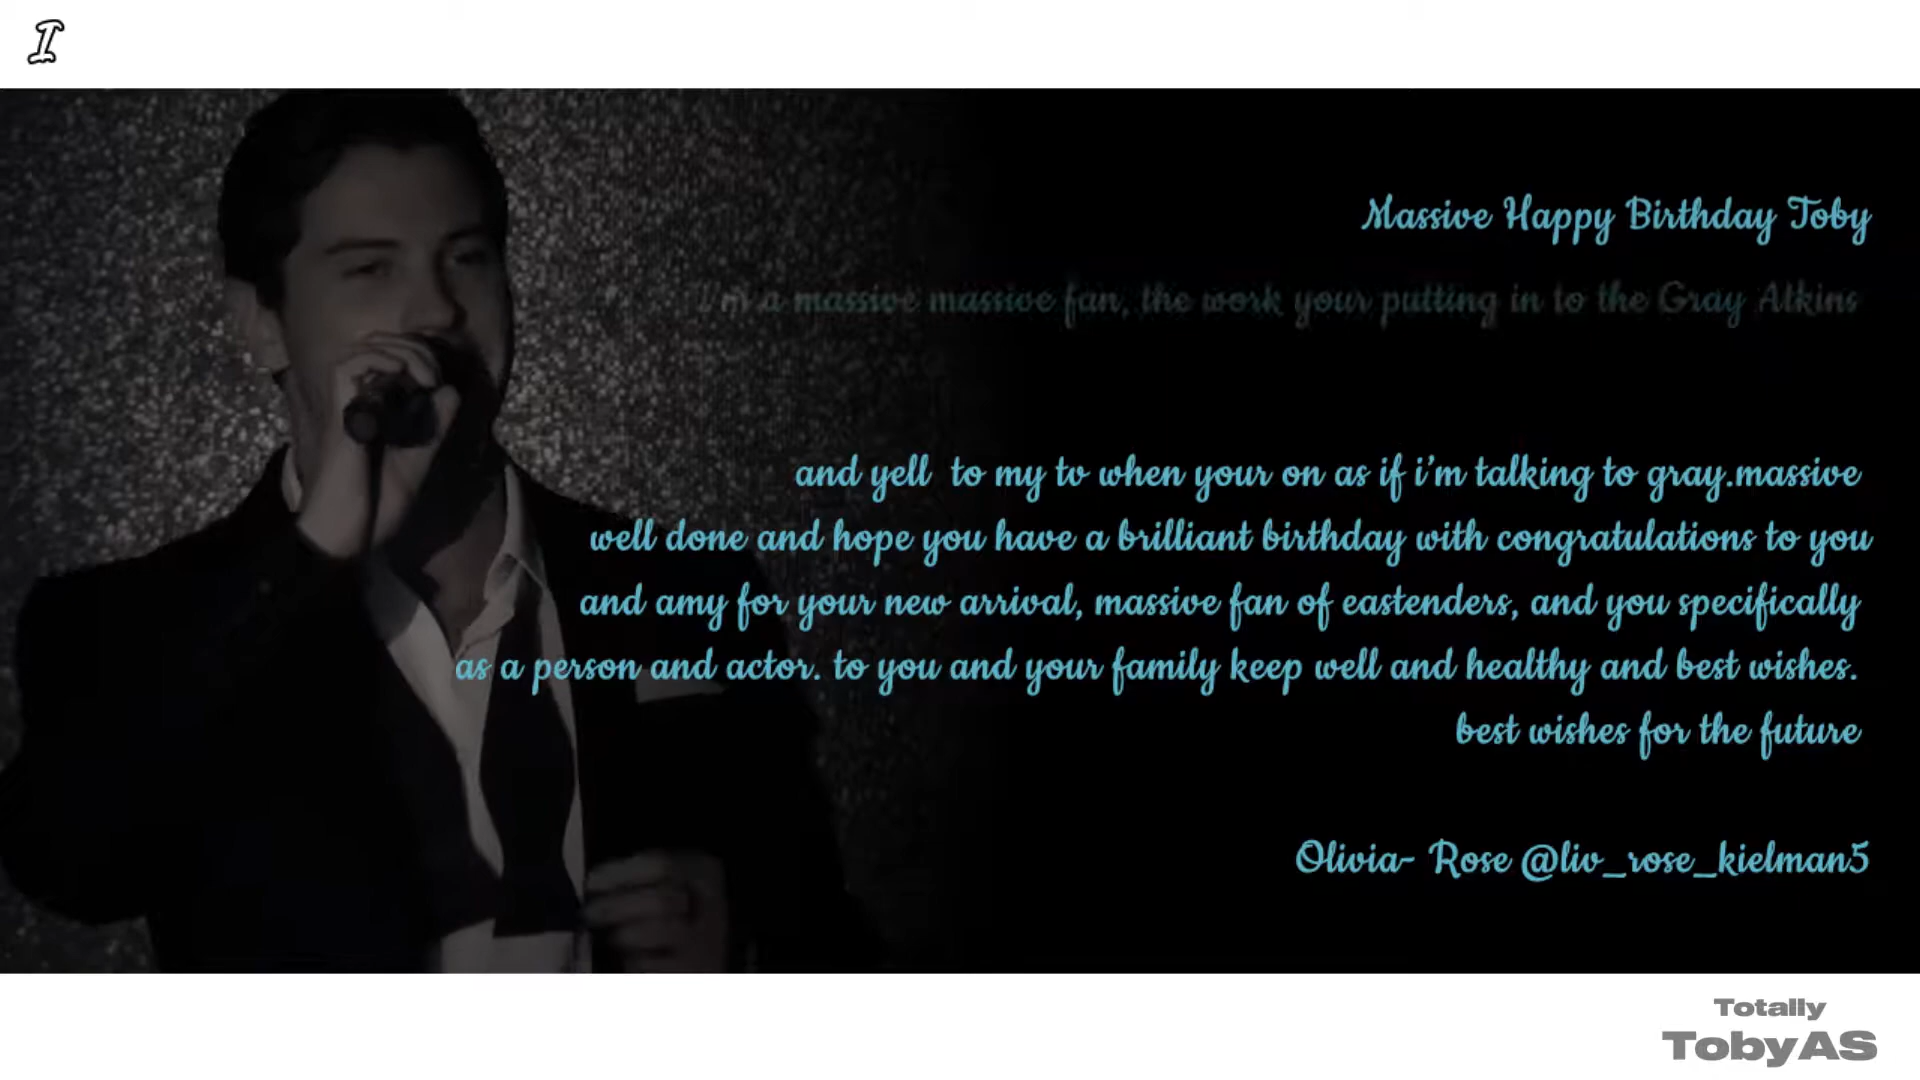 I
Massive Happy Birthday Toby
I'm a massive massive fan, the work your putting in to the Gray Atkins
and yell to my tv when your on as if i'm talking to gray.massive
well done and hope you have a brilliant birthday with congratulations to you
and amy for your new arrival, massive fan of eastenders, and you specifically
as a person and actor. to you and your family keep well and healthy and best wishes.
best wishes for the future
Olivia- Rose @liv_rose_kielman5
Totally
TobyAS